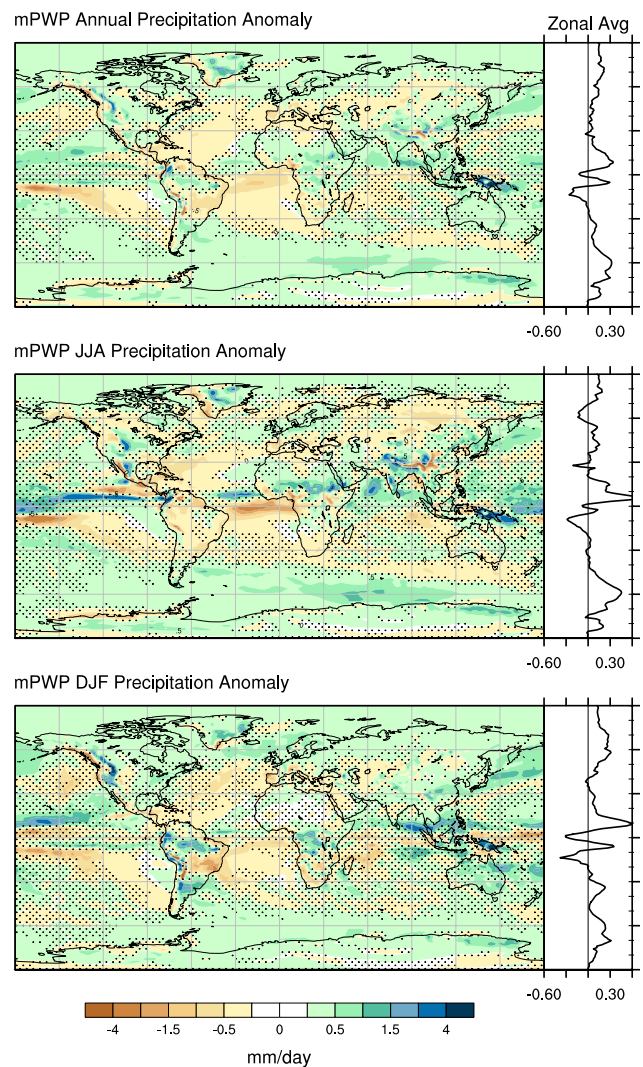 mPWP Annual Precipitation Anomaly
Zonal Avg
-0.60 0.30
mPWP JJA Precipitation Anomaly
-0.60 0.30
mPWP DJF Precipitation Anomaly
-0.60 0.30
-4 -1.5 -0.5 0 0.5 1.5 4
mm/day